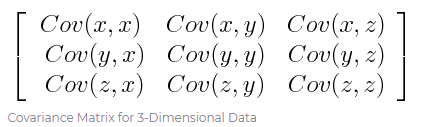 Cov(x, x) Cov(x, y) Cov(x, z)
Cov(y, x) Cov(y, y) Cov(y, z)
Cov(z, x) Cov(z, y) Cov(z, z)
Covariance Matrix for 3-Dimensional Data